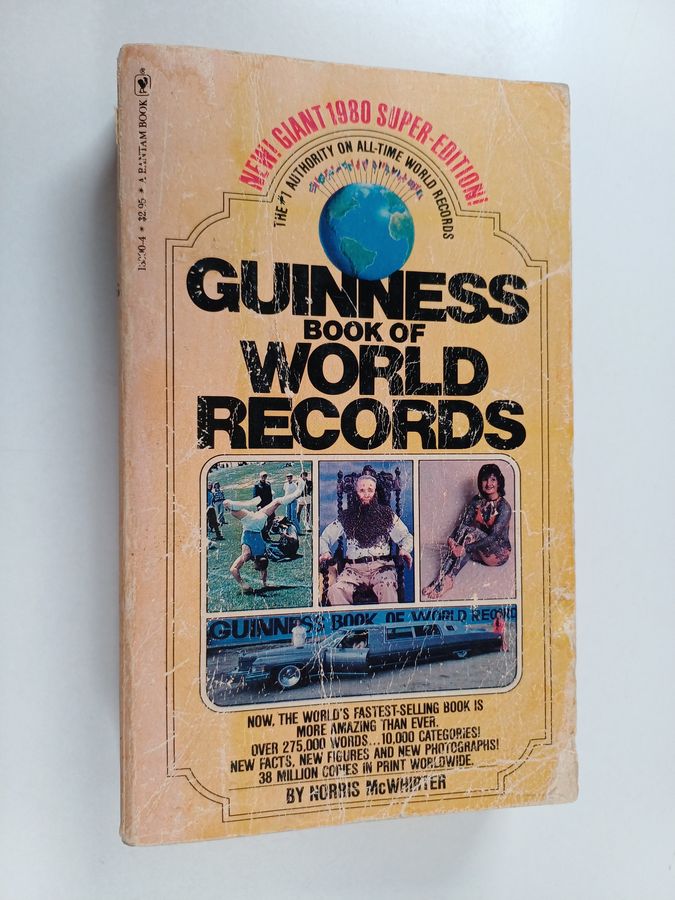 NEW! GIANT 1980 SUPER-EDITION!
THE #1 AUTHORITY ON ALL-TIME WORLD RECORDS
GUINNESS
BOOK OF
WORLD
RECORDS
GUINNESS BOOK OF WORLD RECORD
NOW, THE WORLD'S FASTEST-SELLING BOOK IS
MORE AMAZING THAN EVER.
OVER 275,000 WORDS...10,000 CATEGORIES!
NEW FACTS, NEW FIGURES AND NEW PHOTOGRAPHS!
38 MILLION COPIES IN PRINT WORLDWIDE.
BY NORRIS McWHIRTER
* $2.95 * A BANTAM BOOK